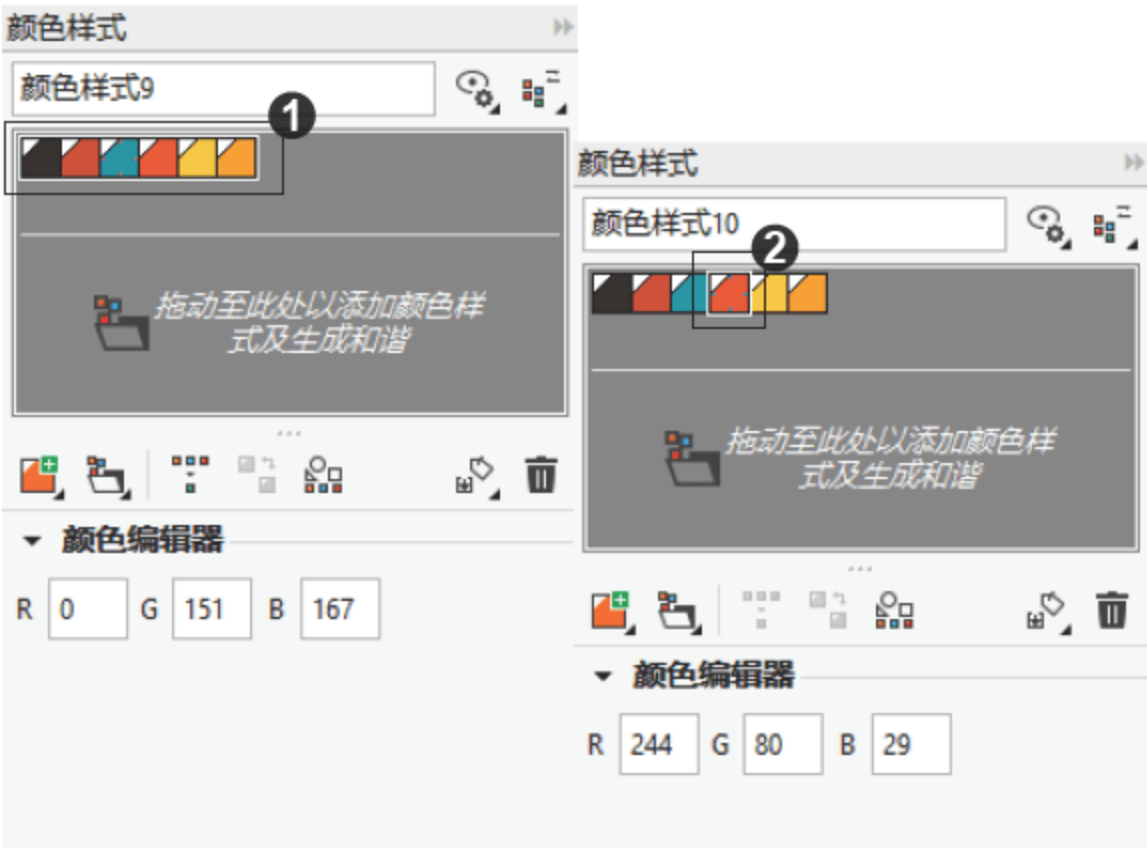 颜色样式
颜色样式9
1
拖动至此处以添加颜色样
式及生成和谐
颜色编辑器
R 0 G 151 B 167
颜色样式
颜色样式10
2
拖动至此处以添加颜色样
式及生成和谐
颜色编辑器
R 244 G 80 B 29